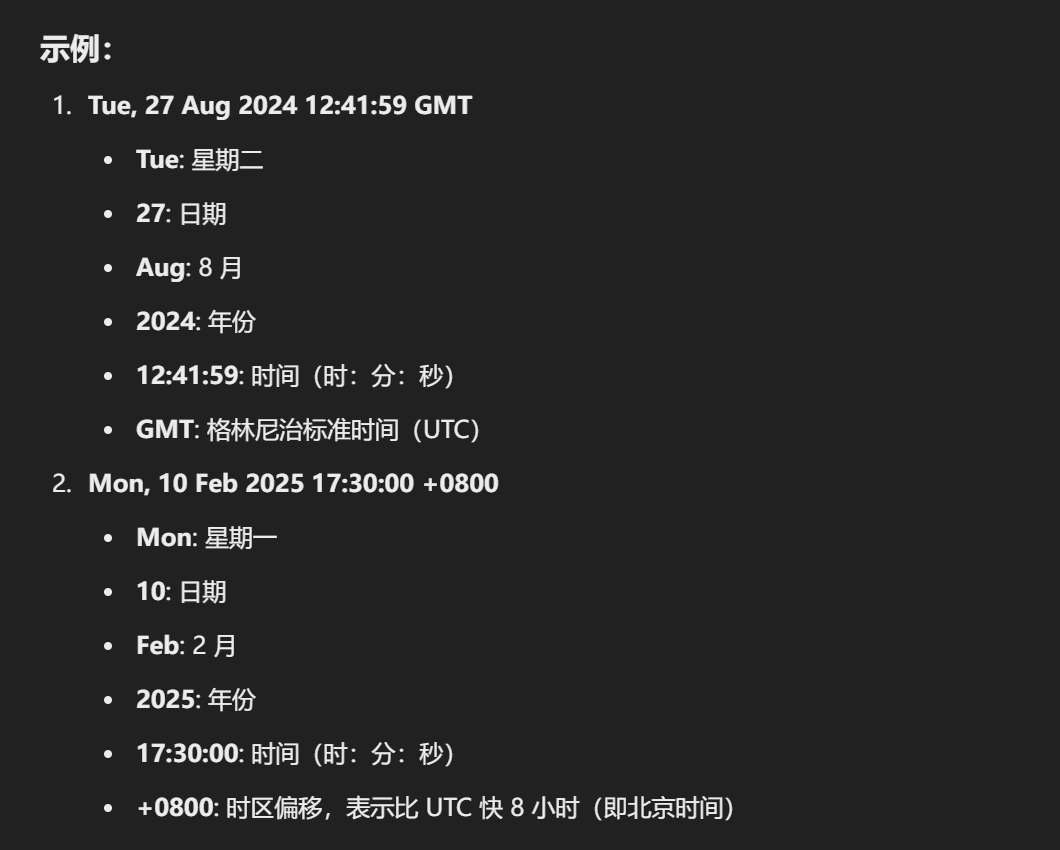 示例：
1. Tue, 27 Aug 2024 12:41:59 GMT
• Tue: 星期二
• 27: 日期
• Aug: 8 月
• 2024: 年份
• 12:41:59: 时间（时：分：秒）
• GMT: 格林尼治标准时间（UTC）
2. Mon, 10 Feb 2025 17:30:00 +0800
• Mon: 星期一
• 10: 日期
• Feb: 2 月
• 2025: 年份
• 17:30:00: 时间（时：分：秒）
• +0800: 时区偏移，表示比 UTC 快 8 小时（即北京时间）